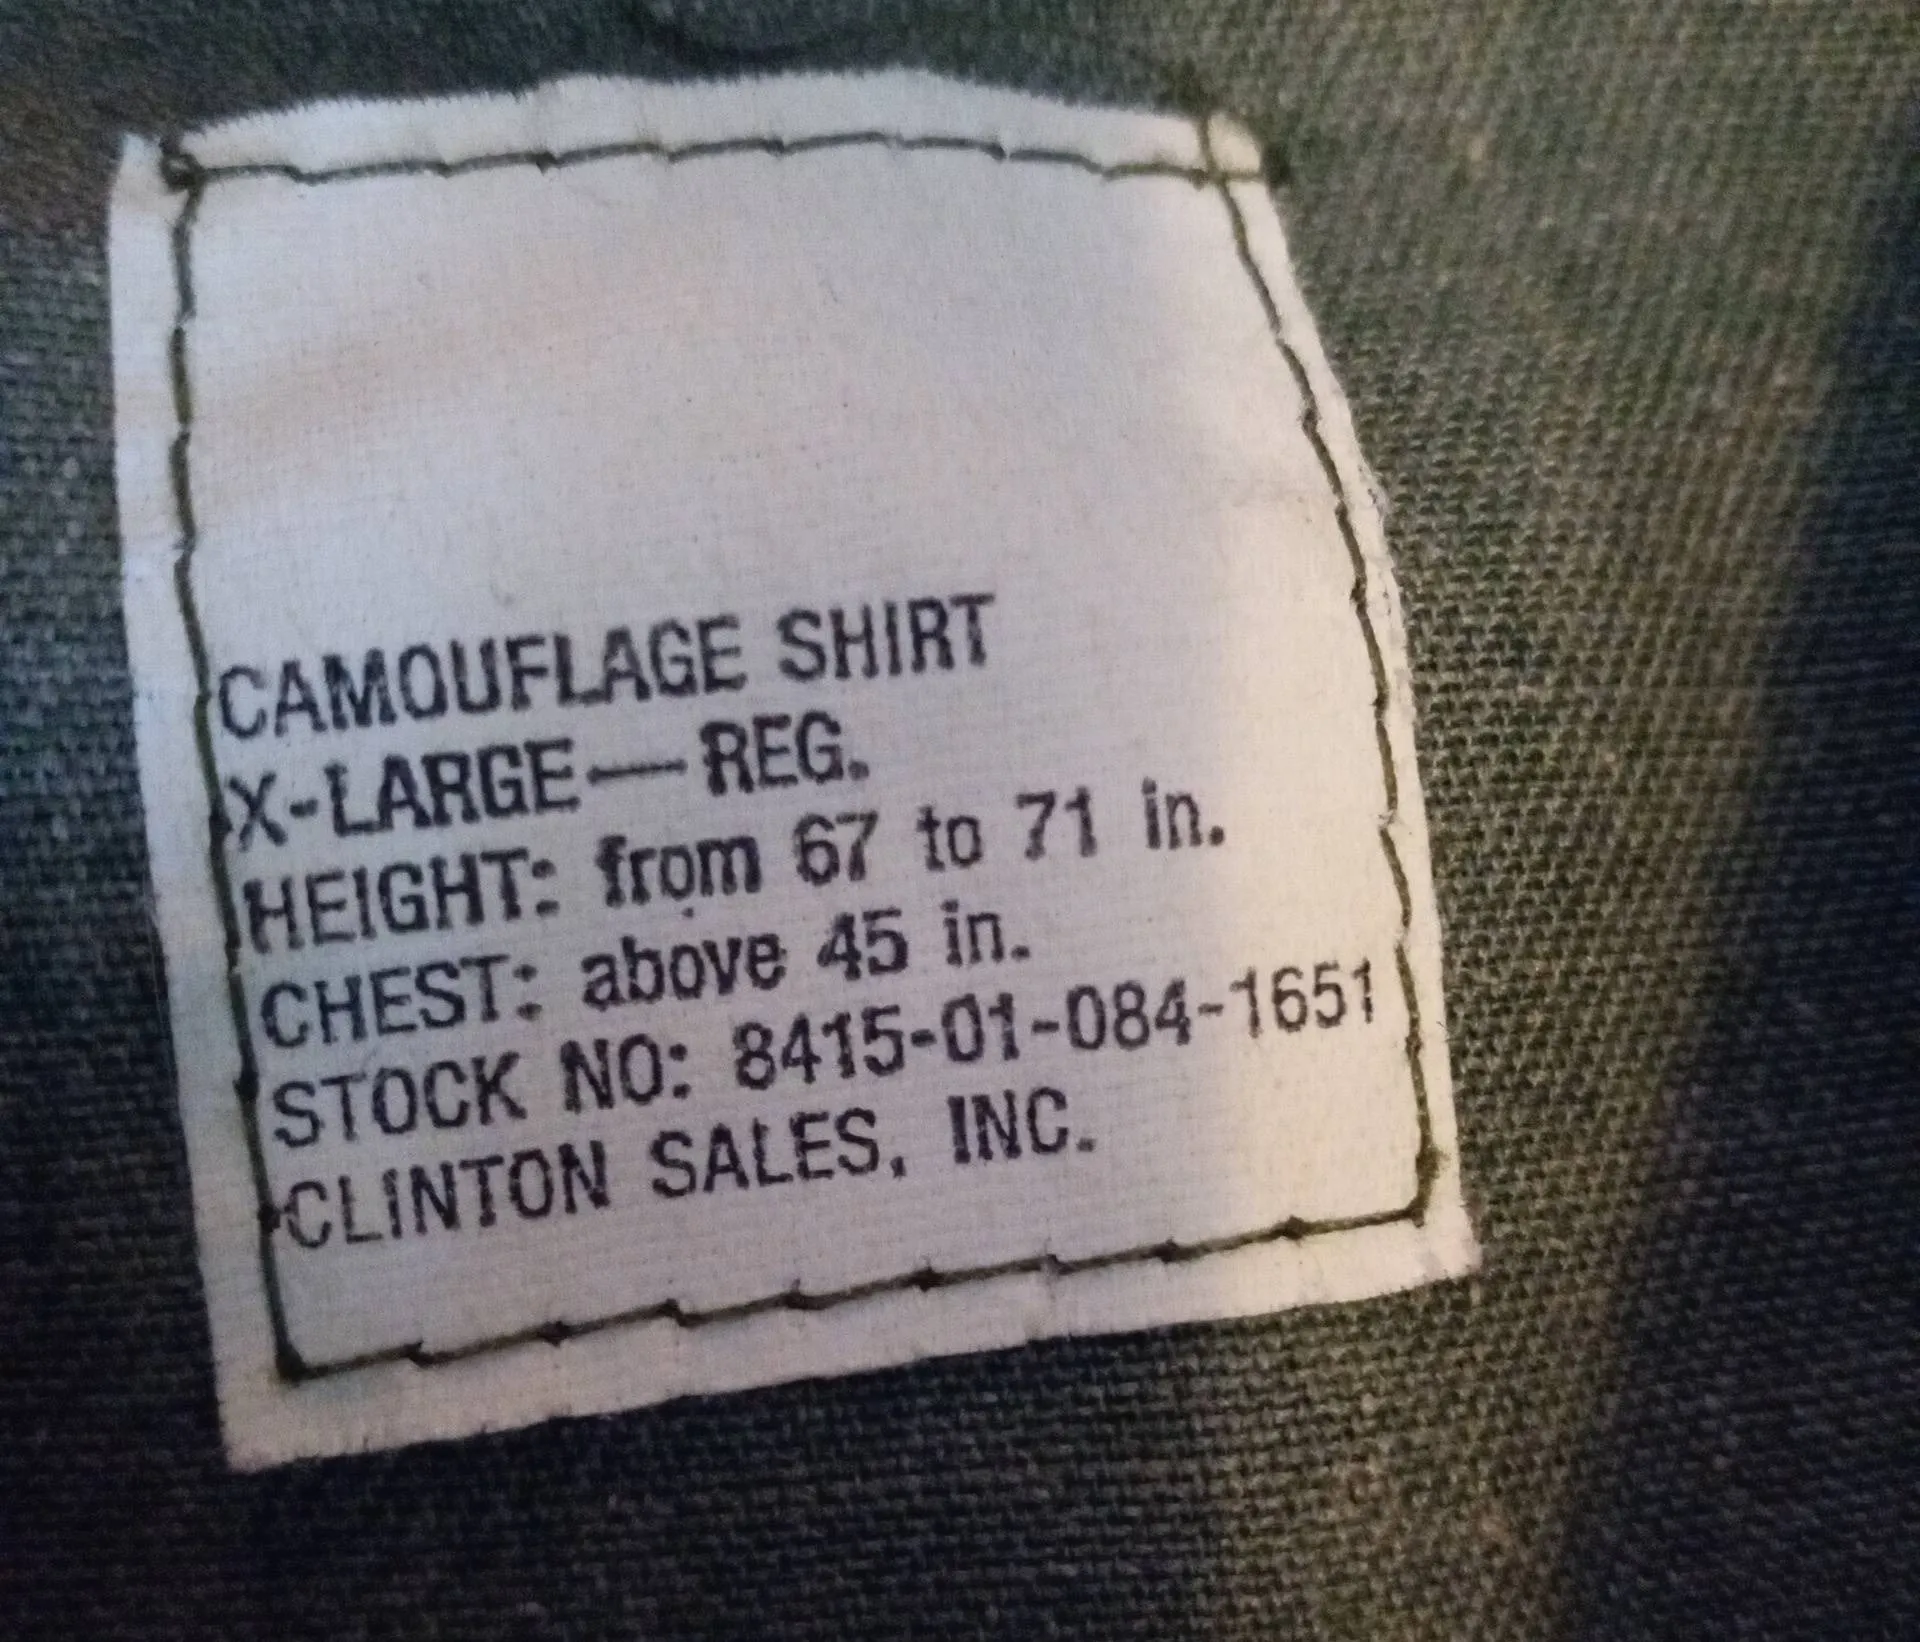 CAMOUFLAGE SHIRT
X-LARGE—REG.
HEIGHT: from 67 to 71 in.
CHEST: above 45 in.
STOCK NO: 8415-01-084-1651
CLINTON SALES, INC.